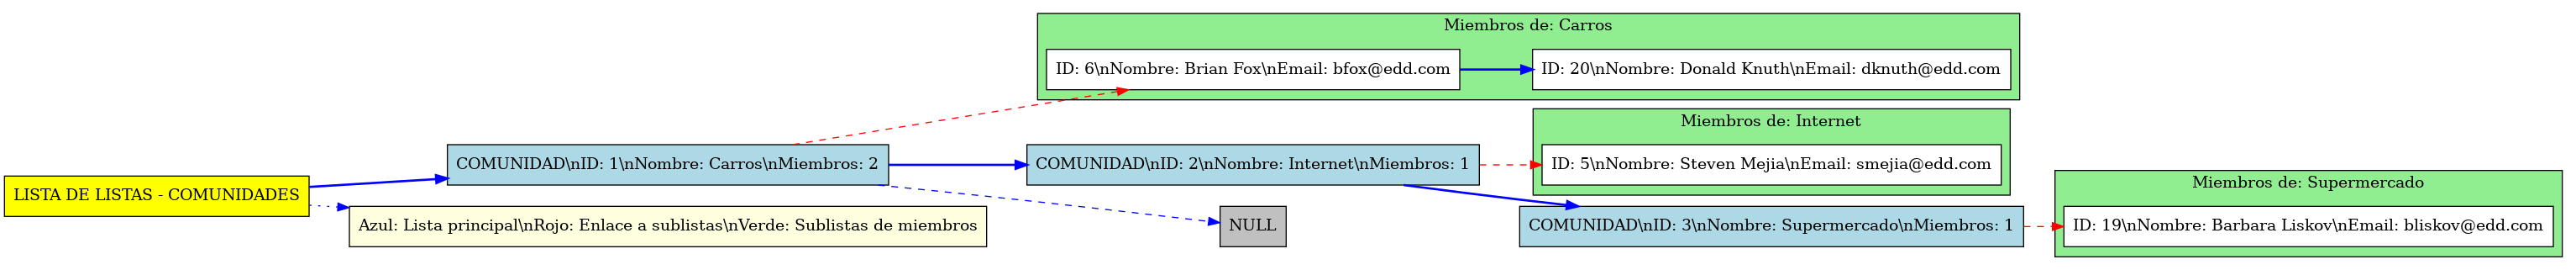 Miembros de: Carros
ID: 6\nNombre: Brian Fox\nEmail: bfox@edd.com
ID: 20\nNombre: Donald Knuth\nEmail: dknuth@edd.com
Miembros de: Internet
COMUNIDAD\nID: 1\nNombre: Carros\nMiembros: 2
COMUNIDAD\nID: 2\nNombre: Internet\nMiembros: 1
ID: 5\nNombre: Steven Mejia\nEmail: smejia@edd.com
LISTA DE LISTAS - COMUNIDADES
Miembros de: Supermercado
Azul: Lista principal\nRojo: Enlace a sublistas\nVerde: Sublistas de miembros
NULL
COMUNIDAD\nID: 3\nNombre: Supermercado\nMiembros: 1
ID: 19\nNombre: Barbara Liskov\nEmail: bliskov@edd.com